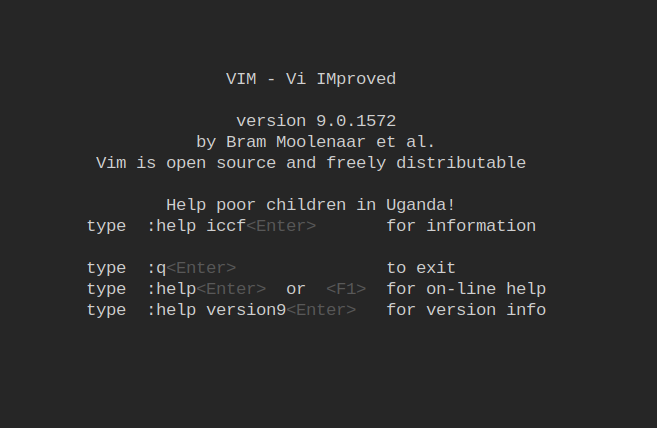 VIM - Vi IMproved
version 9.0.1572
by Bram Moolenaar et al.
Vim is open source and freely distributable
Help poor children in Uganda!
type  :help iccf<Enter>       for information
type  :q<Enter>               to exit
type  :help<Enter>  or  <F1>  for on-line help
type  :help version9<Enter>   for version info